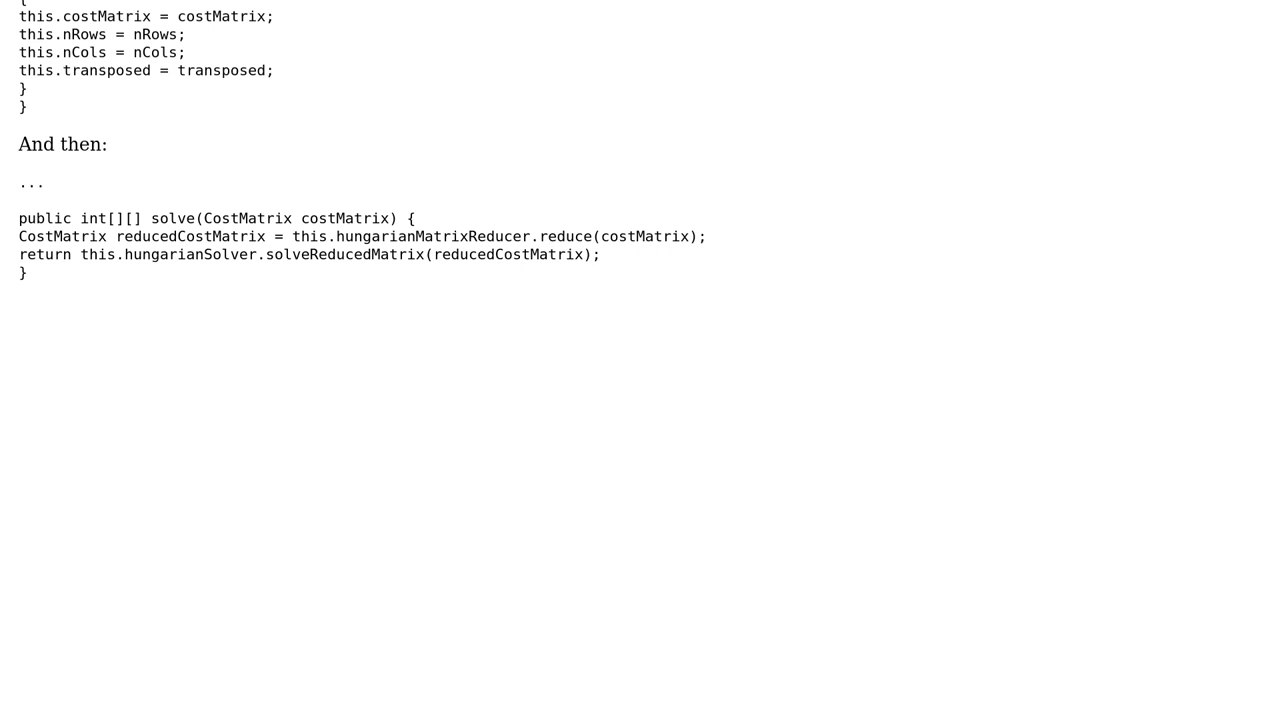 {
this.costMatrix = costMatrix;
this.nRows = nRows;
this.nCols = nCols;
this.transposed = transposed;
}
}
And then:
...
public int[][] solve(CostMatrix costMatrix) {
CostMatrix reducedCostMatrix = this.hungarianMatrixReducer.reduce(costMatrix);
return this.hungarianSolver.solveReducedMatrix(reducedCostMatrix);
}